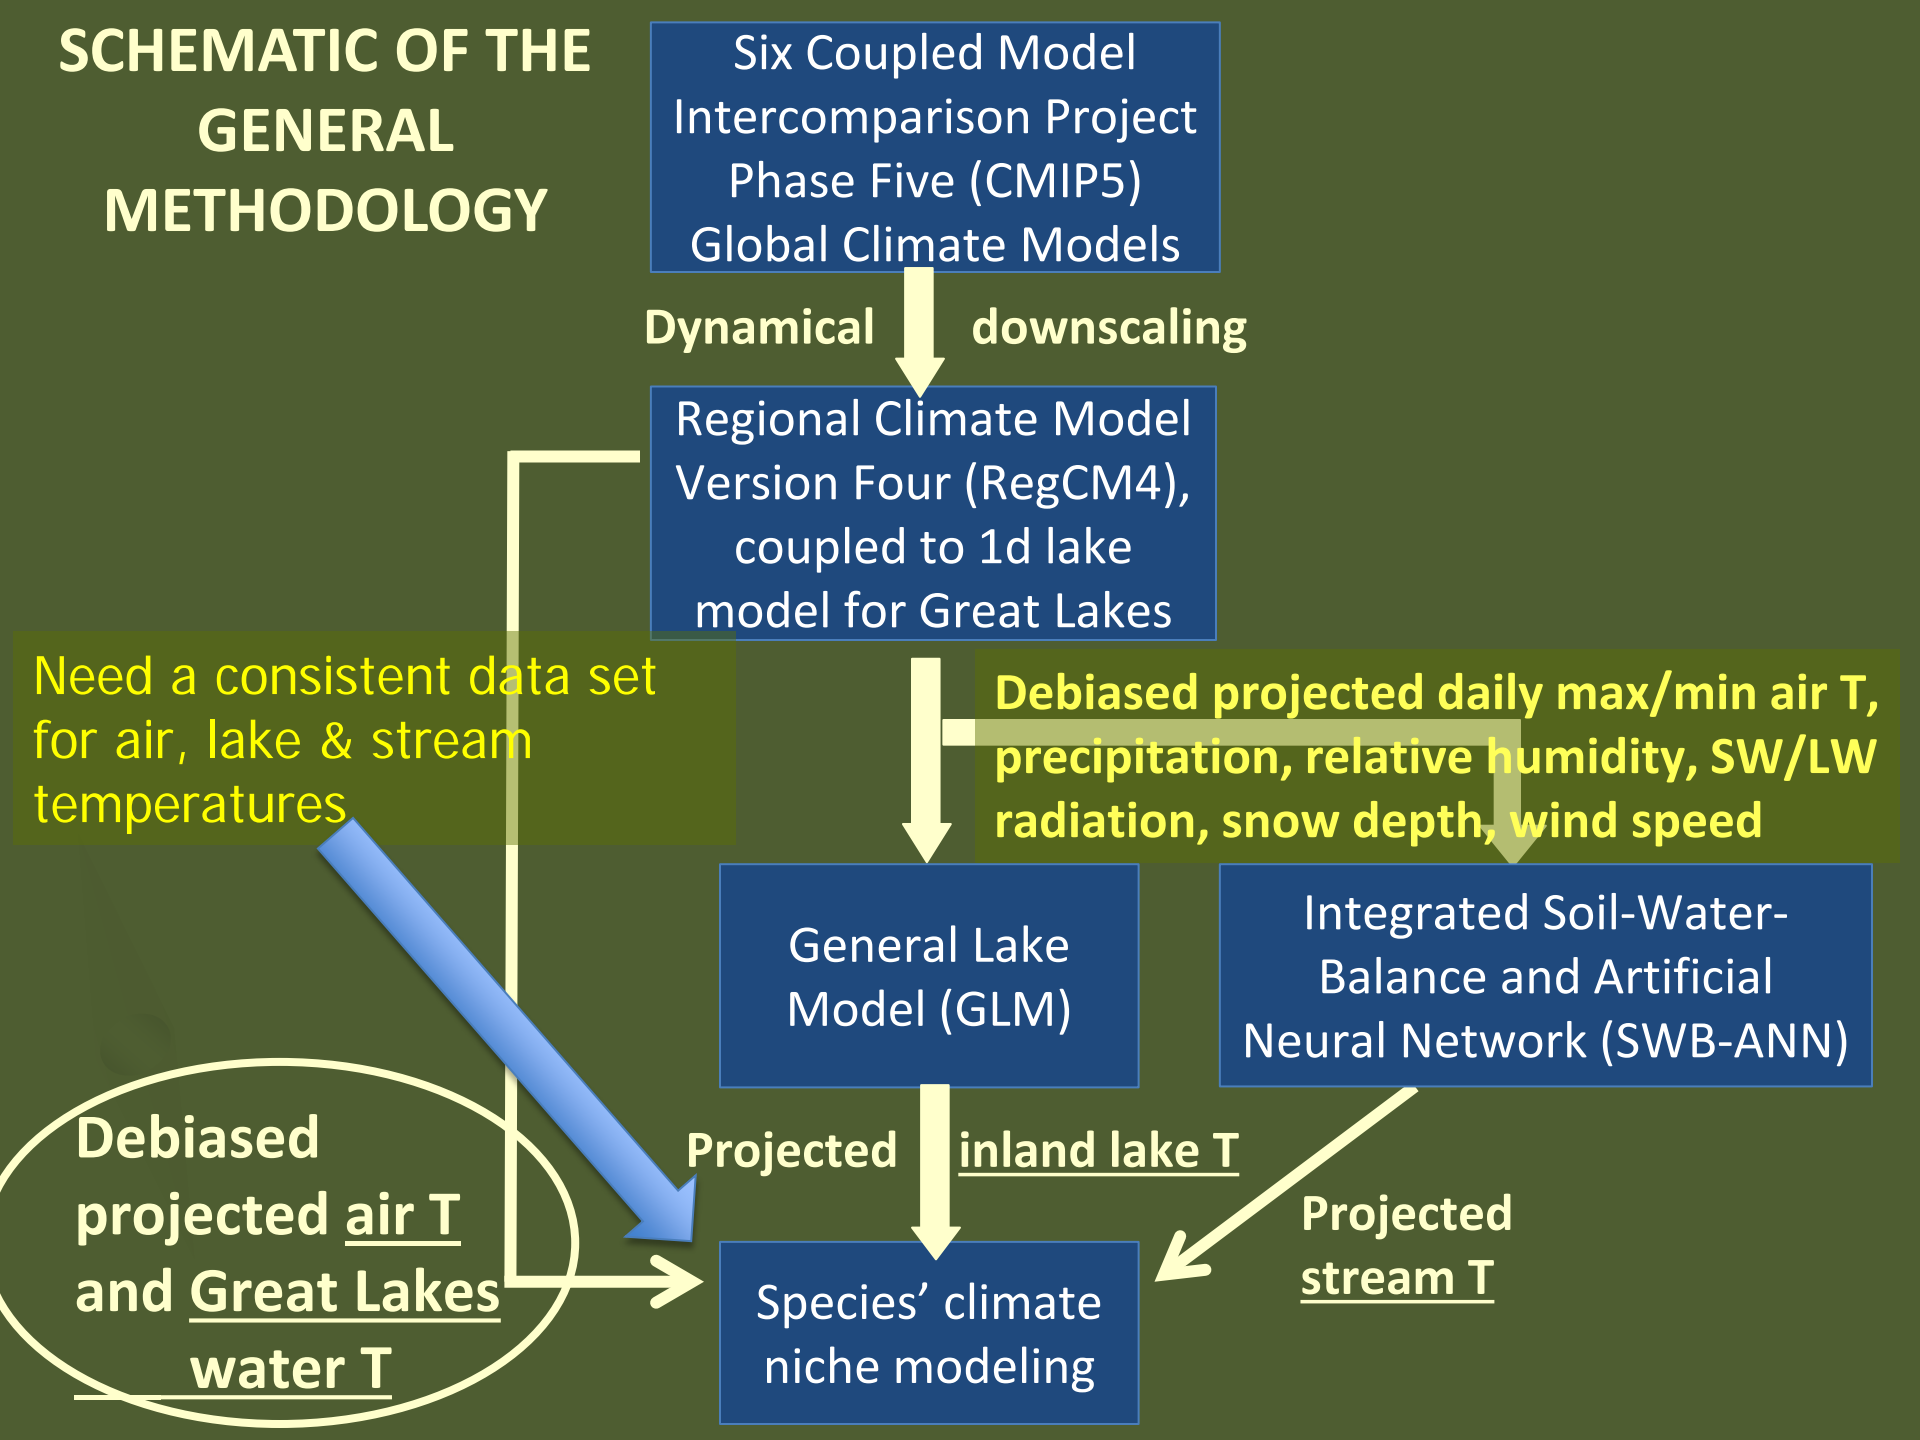 SCHEMATIC OF THE
GENERAL
METHODOLOGY
Six Coupled Model
Intercomparison Project
Phase Five (CMIP5)
Global Climate Models
Dynamical downscaling
Regional Climate Model
Version Four (RegCM4),
coupled to 1d lake
model for Great Lakes
Need a consistent data set
for air, lake & stream
temperatures
Debiased projected daily max/min air T,
precipitation, relative humidity, SW/LW
radiation, snow depth, wind speed
General Lake
Model (GLM)
Integrated Soil-Water-
Balance and Artificial
Neural Network (SWB-ANN)
Debiased
projected air T
and Great Lakes
water T
Projected inland lake T
Projected
stream T
Species’ climate
niche modeling